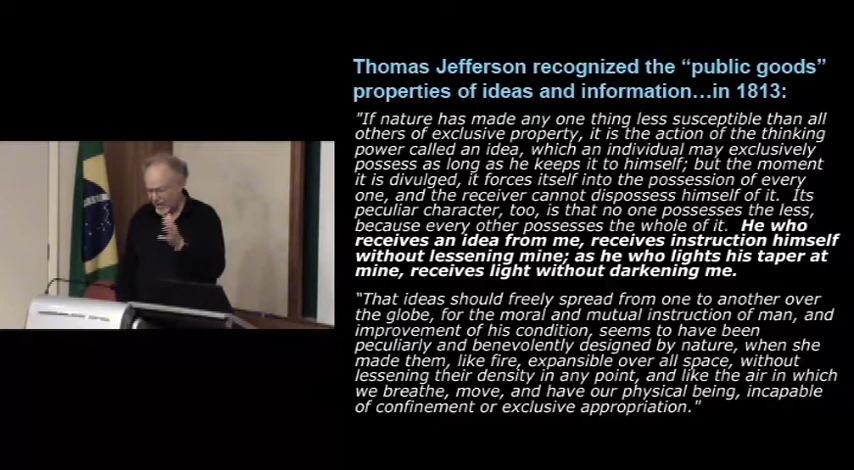 Thomas Jefferson recognized the “public goods”
properties of ideas and information...in 1813:
"If nature has made any one thing less susceptible than all
others of exclusive property, it is the action of the thinking
power called an idea, which an individual may exclusively
possess as long as he keeps it to himself; but the moment
it is divulged, it forces itself into the possession of every
one, and the receiver cannot dispossess himself of it. Its
peculiar character, too, is that no one possesses the less,
because every other possesses the whole of it. He who
receives an idea from me, receives instruction himself
without lessening mine; as he who lights his taper at
mine, receives light without darkening me.
“That ideas should freely spread from one to another over
the globe, for the moral and mutual instruction of man, and
improvement of his condition, seems to have been
peculiarly and benevolently designed by nature, when she
made them, like fire, expansible over all space, without
lessening their density in any point, and like the air in which
we breathe, move, and have our physical being, incapable
of confinement or exclusive appropriation."